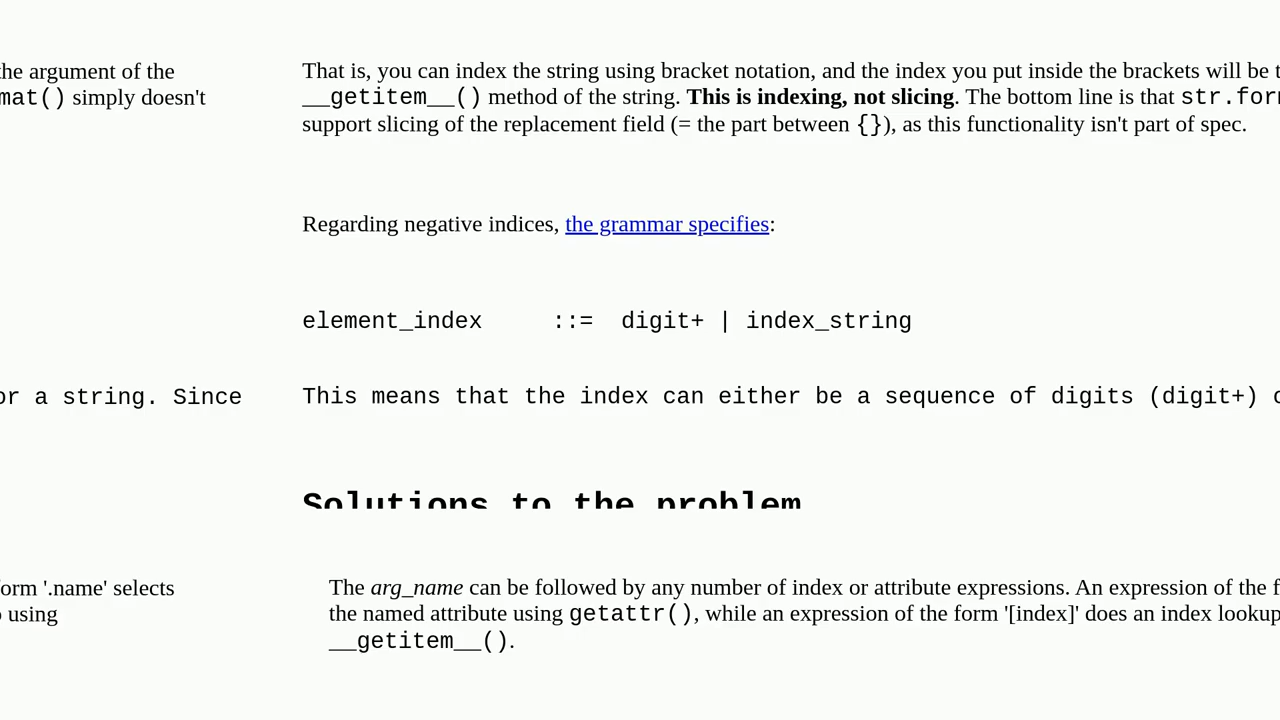 the argument of the
mat() simply doesn't
or a string. Since
form '.name' selects
using
That is, you can index the string using bracket notation, and the index you put inside the brackets will be
__getitem__() method of the string. This is indexing, not slicing. The bottom line is that str.for
support slicing of the replacement field (= the part between {}), as this functionality isn't part of spec.
Regarding negative indices, the grammar specifies:
element_index ::= digit+ | index_string
This means that the index can either be a sequence of digits (digit+)
Solutions to the problem
The arg_name can be followed by any number of index or attribute expressions. An expression of the
the named attribute using getattr(), while an expression of the form '[index]' does an index lookup
__getitem__().